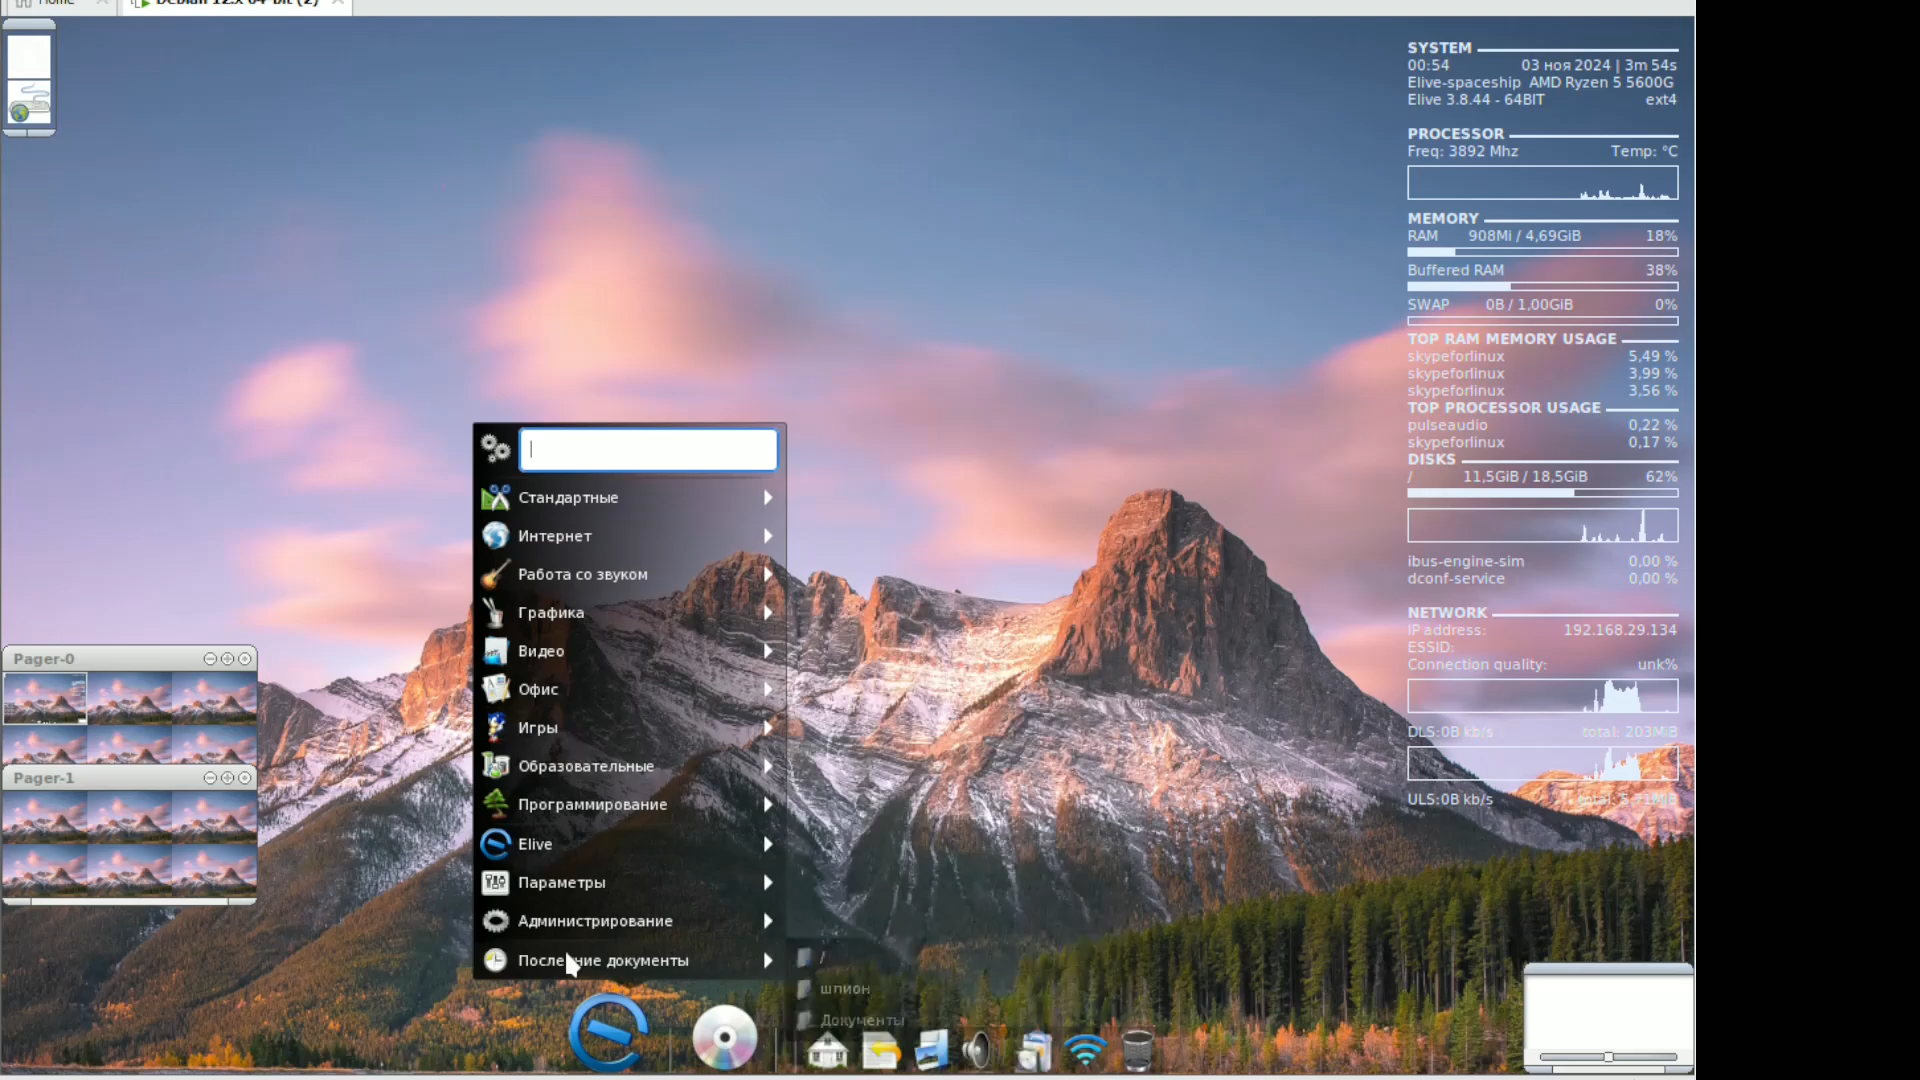 Home
Debian 12.x 64-bit (2)
SYSTEM
00:54 03 ноя 2024 | 3m 54s
Elive-spaceship AMD Ryzen 5 5600G
Elive 3.8.44 - 64BIT ext4
PROCESSOR
Freq: 3892 Mhz Temp: °C
MEMORY
RAM 908Mi / 4,69GiB 18%
Buffered RAM 38%
SWAP 0B / 1,00GiB 0%
TOP RAM MEMORY USAGE
skypeforlinux 5,49 %
skypeforlinux 3,99 %
skypeforlinux 3,56 %
TOP PROCESSOR USAGE
pulseaudio 0,22 %
skypeforlinux 0,17 %
DISKS
/ 11,5GiB / 18,5GiB 62%
ibus-engine-sim 0,00 %
dconf-service 0,00 %
NETWORK
IP address: 192.168.29.134
ESSID:
Connection quality: unk%
DLS:0B kb/s total: 203MiB
ULS:0B kb/s total:
Стандартные
Интернет
Работа со звуком
Графика
Видео
Офис
Игры
Образовательные
Программирование
Elive
Параметры
Администрирование
Последние документы
/
шпион
Документы
Pager-0
Pager-1